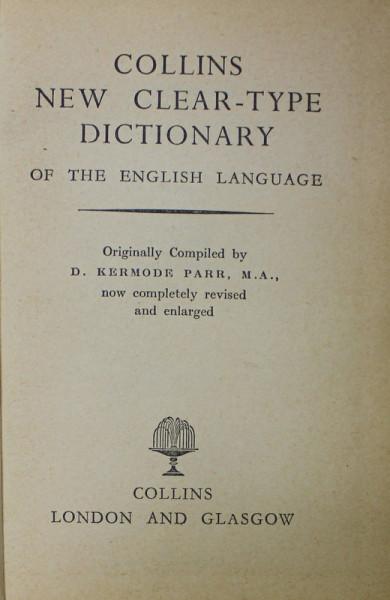 COLLINS
NEW CLEAR-TYPE
DICTIONARY
OF THE ENGLISH LANGUAGE
Originally Compiled by
D. KERMODE PARR, M.A.,
now completely revised
and enlarged
COLLINS
LONDON AND GLASGOW